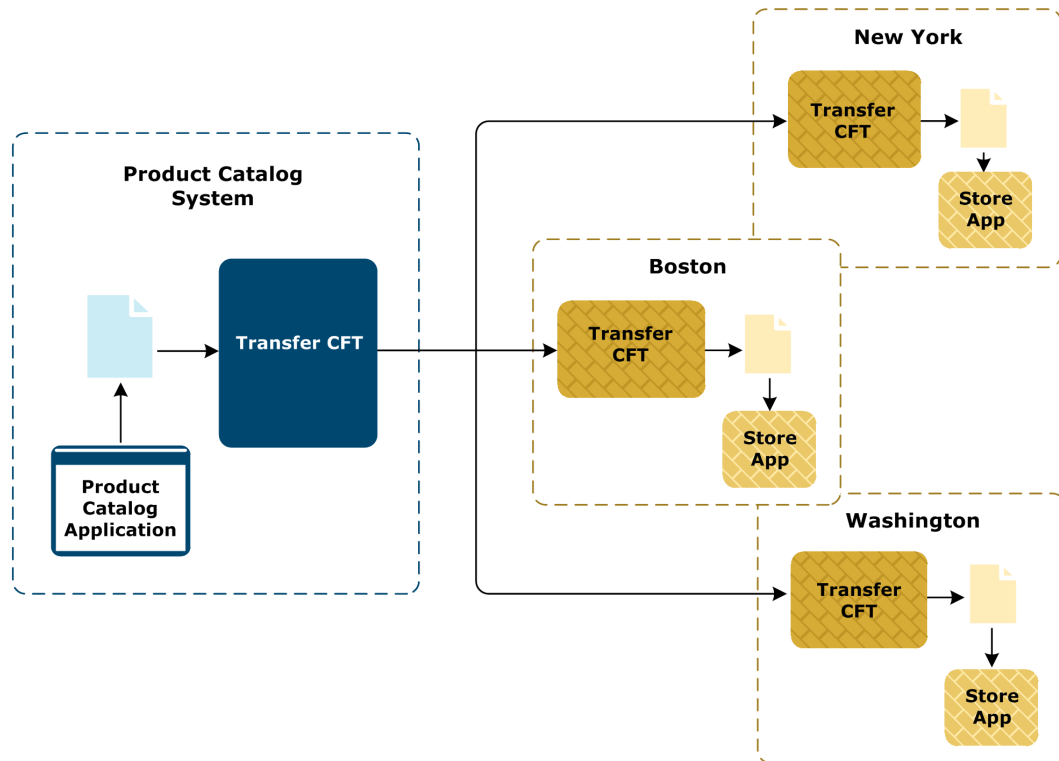 New York
Transfer
CFT
Store
App
Product Catalog
System
Transfer CFT
Product
Catalog
Application
Boston
Transfer
CFT
Store
App
Washington
Transfer
CFT
Store
App